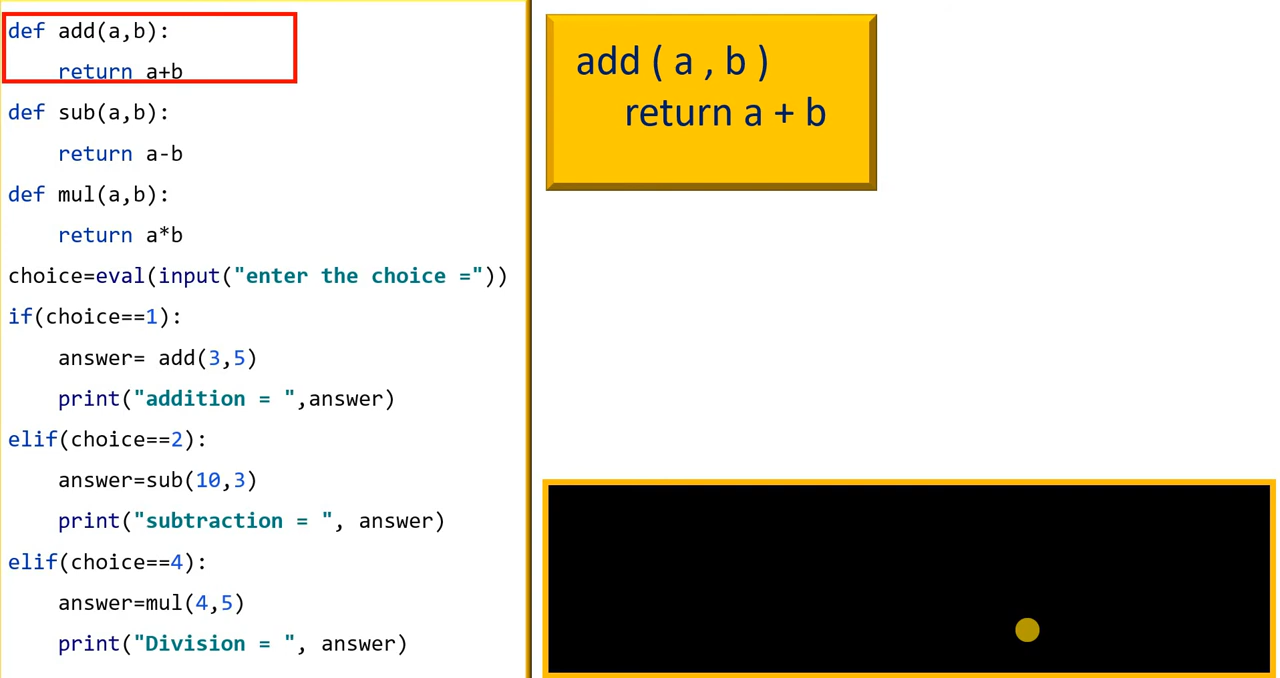 def add(a,b):
    return a+b
def sub(a,b):
    return a-b
def mul(a,b):
    return a*b
choice=eval(input("enter the choice ="))
if(choice==1):
    answer= add(3,5)
    print("addition = ",answer)
elif(choice==2):
    answer=sub(10,3)
    print("subtraction = ", answer)
elif(choice==4):
    answer=mul(4,5)
    print("Division = ", answer)
add ( a , b )
    return a + b